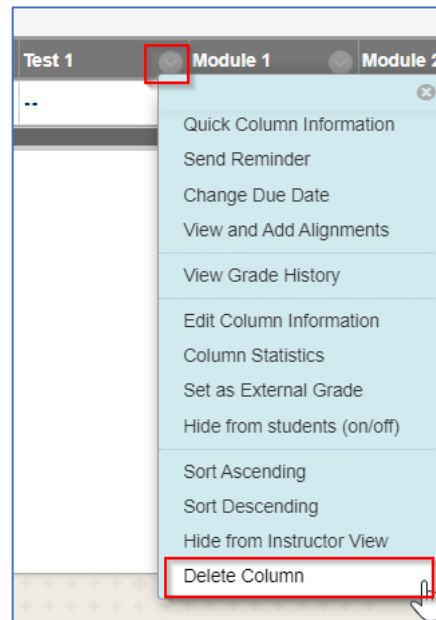 Test 1 Module 1 Module 2
--
Quick Column Information
Send Reminder
Change Due Date
View and Add Alignments
View Grade History
Edit Column Information
Column Statistics
Set as External Grade
Hide from students (on/off)
Sort Ascending
Sort Descending
Hide from Instructor View
Delete Column